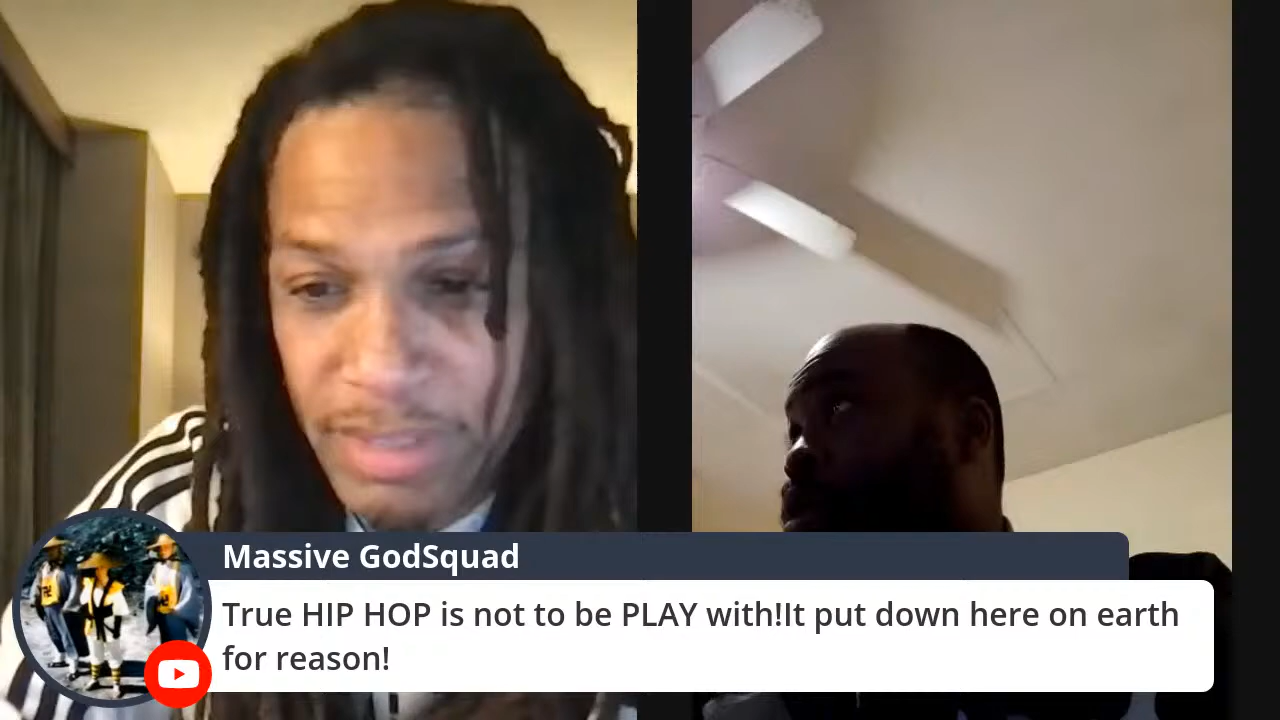 Massive GodSquad
True HIP HOP is not to be PLAY with!It put down here on earth
for reason!